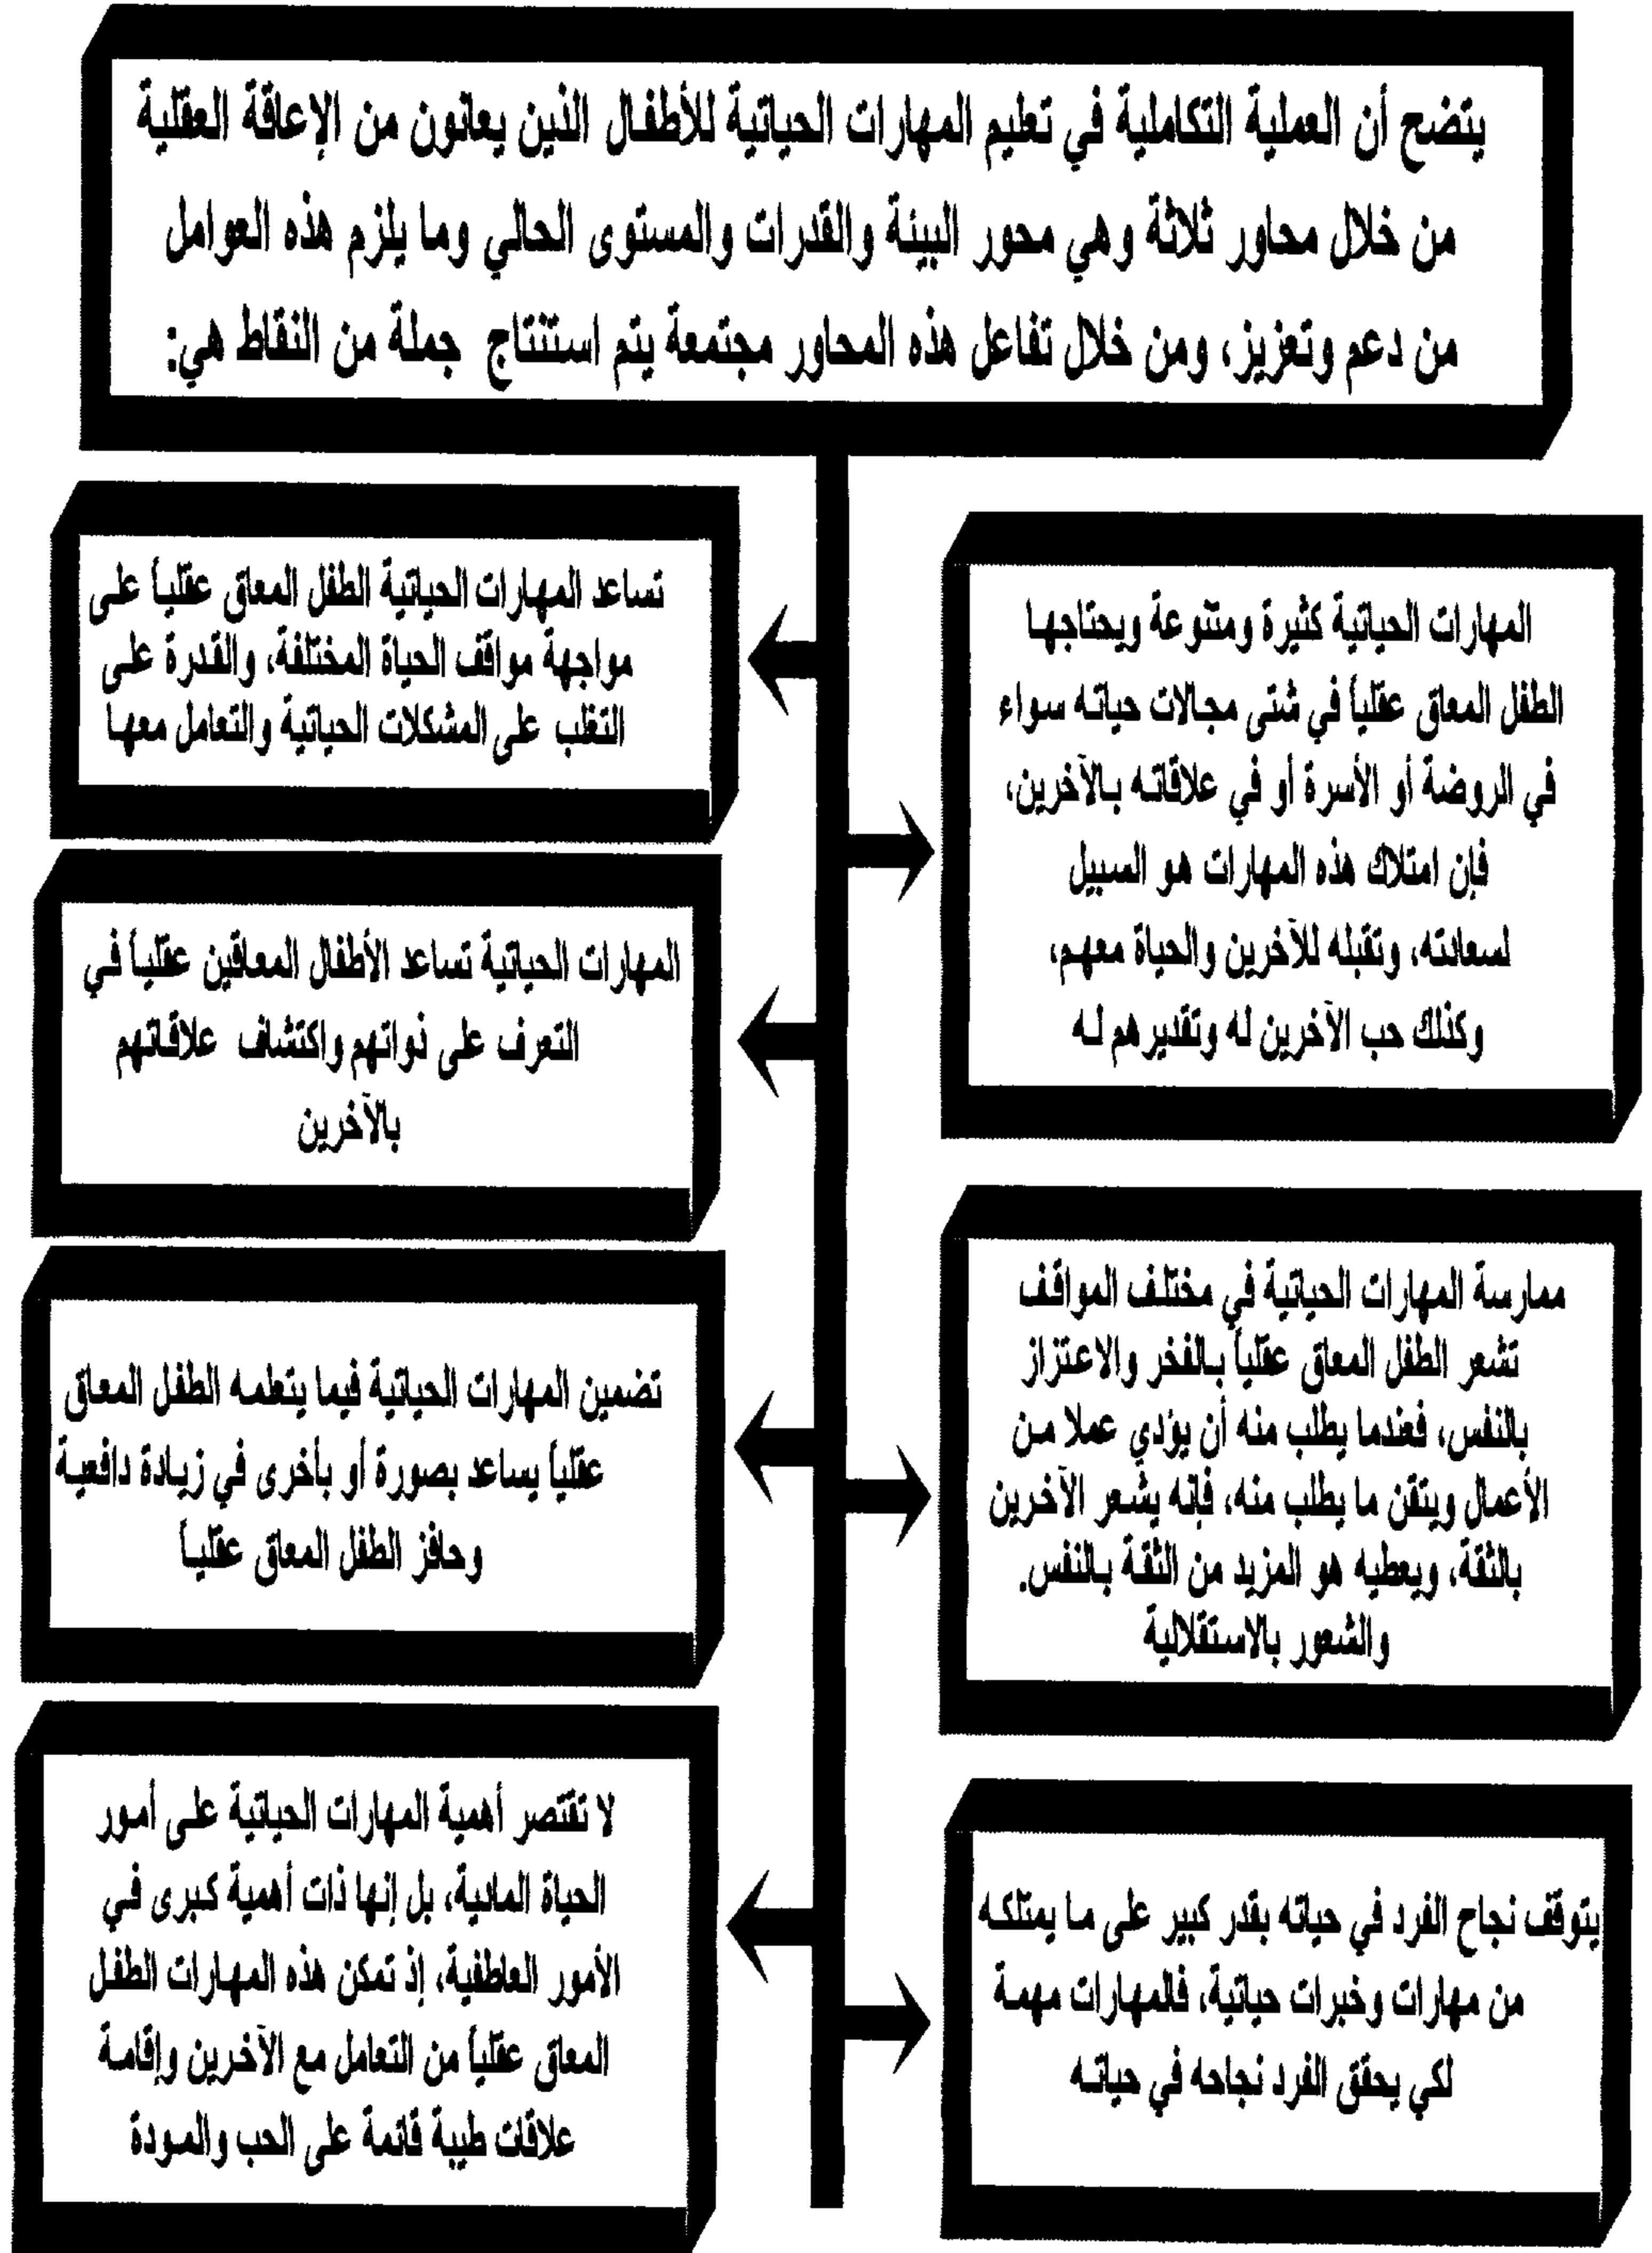 يتضح أن العملية التكاملية في تعليم المهارات الحياتية للأطفال الذين يعانون من الإعاقة العقلية
من خلال محاور ثلاثة وهي محور البيئة والقدرات والمستوى الحالي وما يلزم هذه العوامل
من دعم وتعزيز، ومن خلال تفاعل هذه المحاور مجتمعة يتم استنتاج جملة من النقاط هي:
المهارات الحياتية كثيرة ومتنوعة ويحتاجها
الطفل المعاق عقلياً في شتى مجالات حياته سواء
في الروضة أو الأسرة أو في علاقاته بالآخرين،
فإن امتلاك هذه المهارات هو السبيل
لسعادته، وتقبله للآخرين والحياة معهم،
وكذلك حب الآخرين له وتقديرهم له
تساعد المهارات الحياتية الطفل المعاق عقلياً على
مواجهة مواقف الحياة المختلفة، والقدرة على
التغلب على المشكلات الحياتية والتعامل معها
المهارات الحياتية تساعد الأطفال المعاقين عقلياً في
التعرف على ذواتهم واكتشاف علاقاتهم
بالآخرين
ممارسة المهارات الحياتية في مختلف المواقف
تشعر الطفل المعاق عقلياً بالفخر والاعتزاز
بالنفس، فعندما يطلب منه أن يؤدي عملا من
الأعمال ويتقن ما يطلب منه، فإنه يشعر الآخرين
بالثقة، ويعطيه هو المزيد من الثقة بالنفس.
والشعور بالاستقلالية
تضمين المهارات الحياتية فيما يتعلمه الطفل المعاق
عقلياً يساعد بصورة أو بأخرى في زيادة دافعية
وحافز الطفل المعاق عقلياً
يتوقف نجاح الفرد في حياته بقدر كبير على ما يمتلكه
من مهارات وخبرات حياتية، فالمهارات مهمة
لكي يحقق الفرد نجاحه في حياته
لا تقتصر أهمية المهارات الحياتية على أمور
الحياة المادية، بل إنها ذات أهمية كبرى في
الأمور العاطفية، إذ تمكن هذه المهارات الطفل
المعاق عقلياً من التعامل مع الآخرين وإقامة
علاقات طيبة قائمة على الحب والمودة